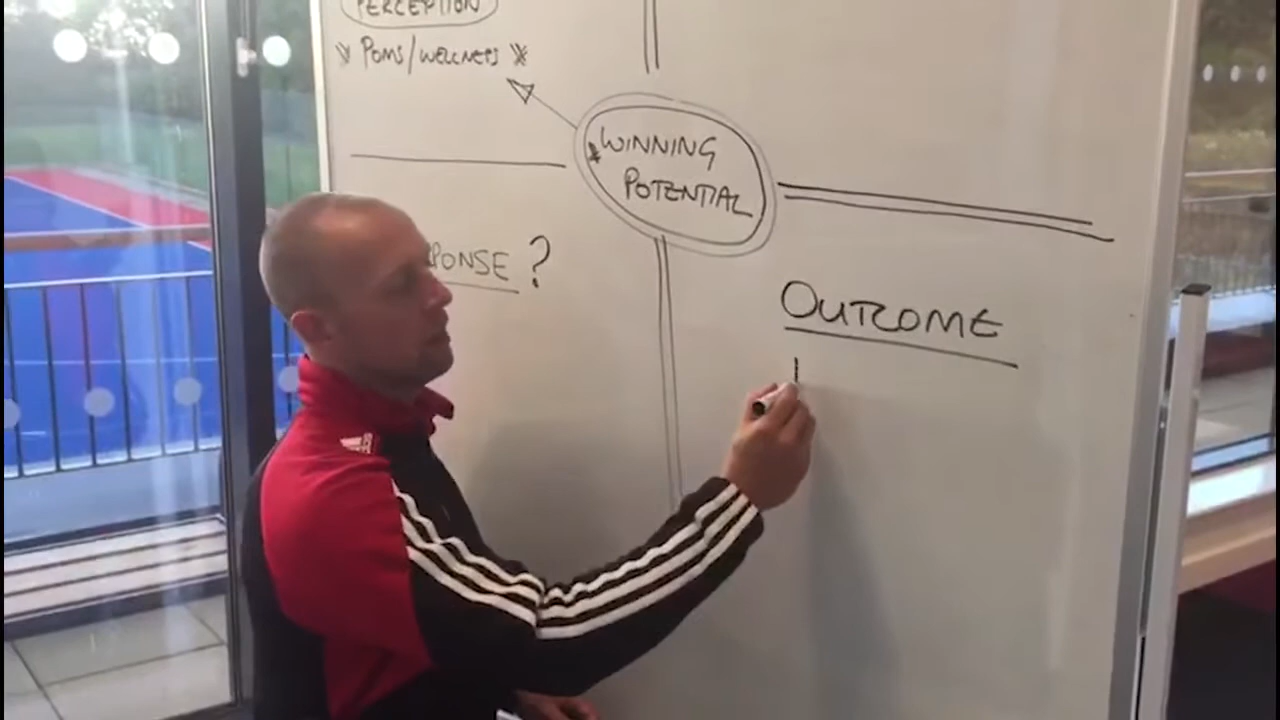 PERCEPTION
POMS/WELLNESS
WINNING
POTENTIAL
PONSE ?
OUTCOME